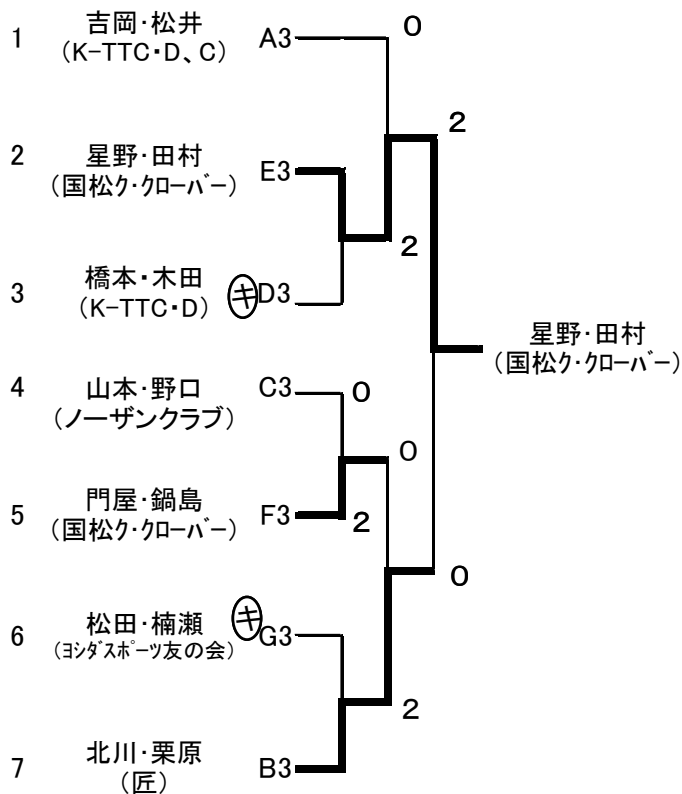 1 吉岡・松井 A3 0
(K-TTC・D、C)
2
2 星野・田村 E3
(国松ク・クローバー)
2
3 橋本・木田 キ D3
(K-TTC・D)
星野・田村
(国松ク・クローバー)
4 山本・野口 C3 0
(ノーザンクラブ)
0
5 門屋・鍋島 F3 2
(国松ク・クローバー)
0
6 松田・楠瀬 キ G3
(ヨシダスポーツ友の会)
2
7 北川・栗原 B3
(匠)